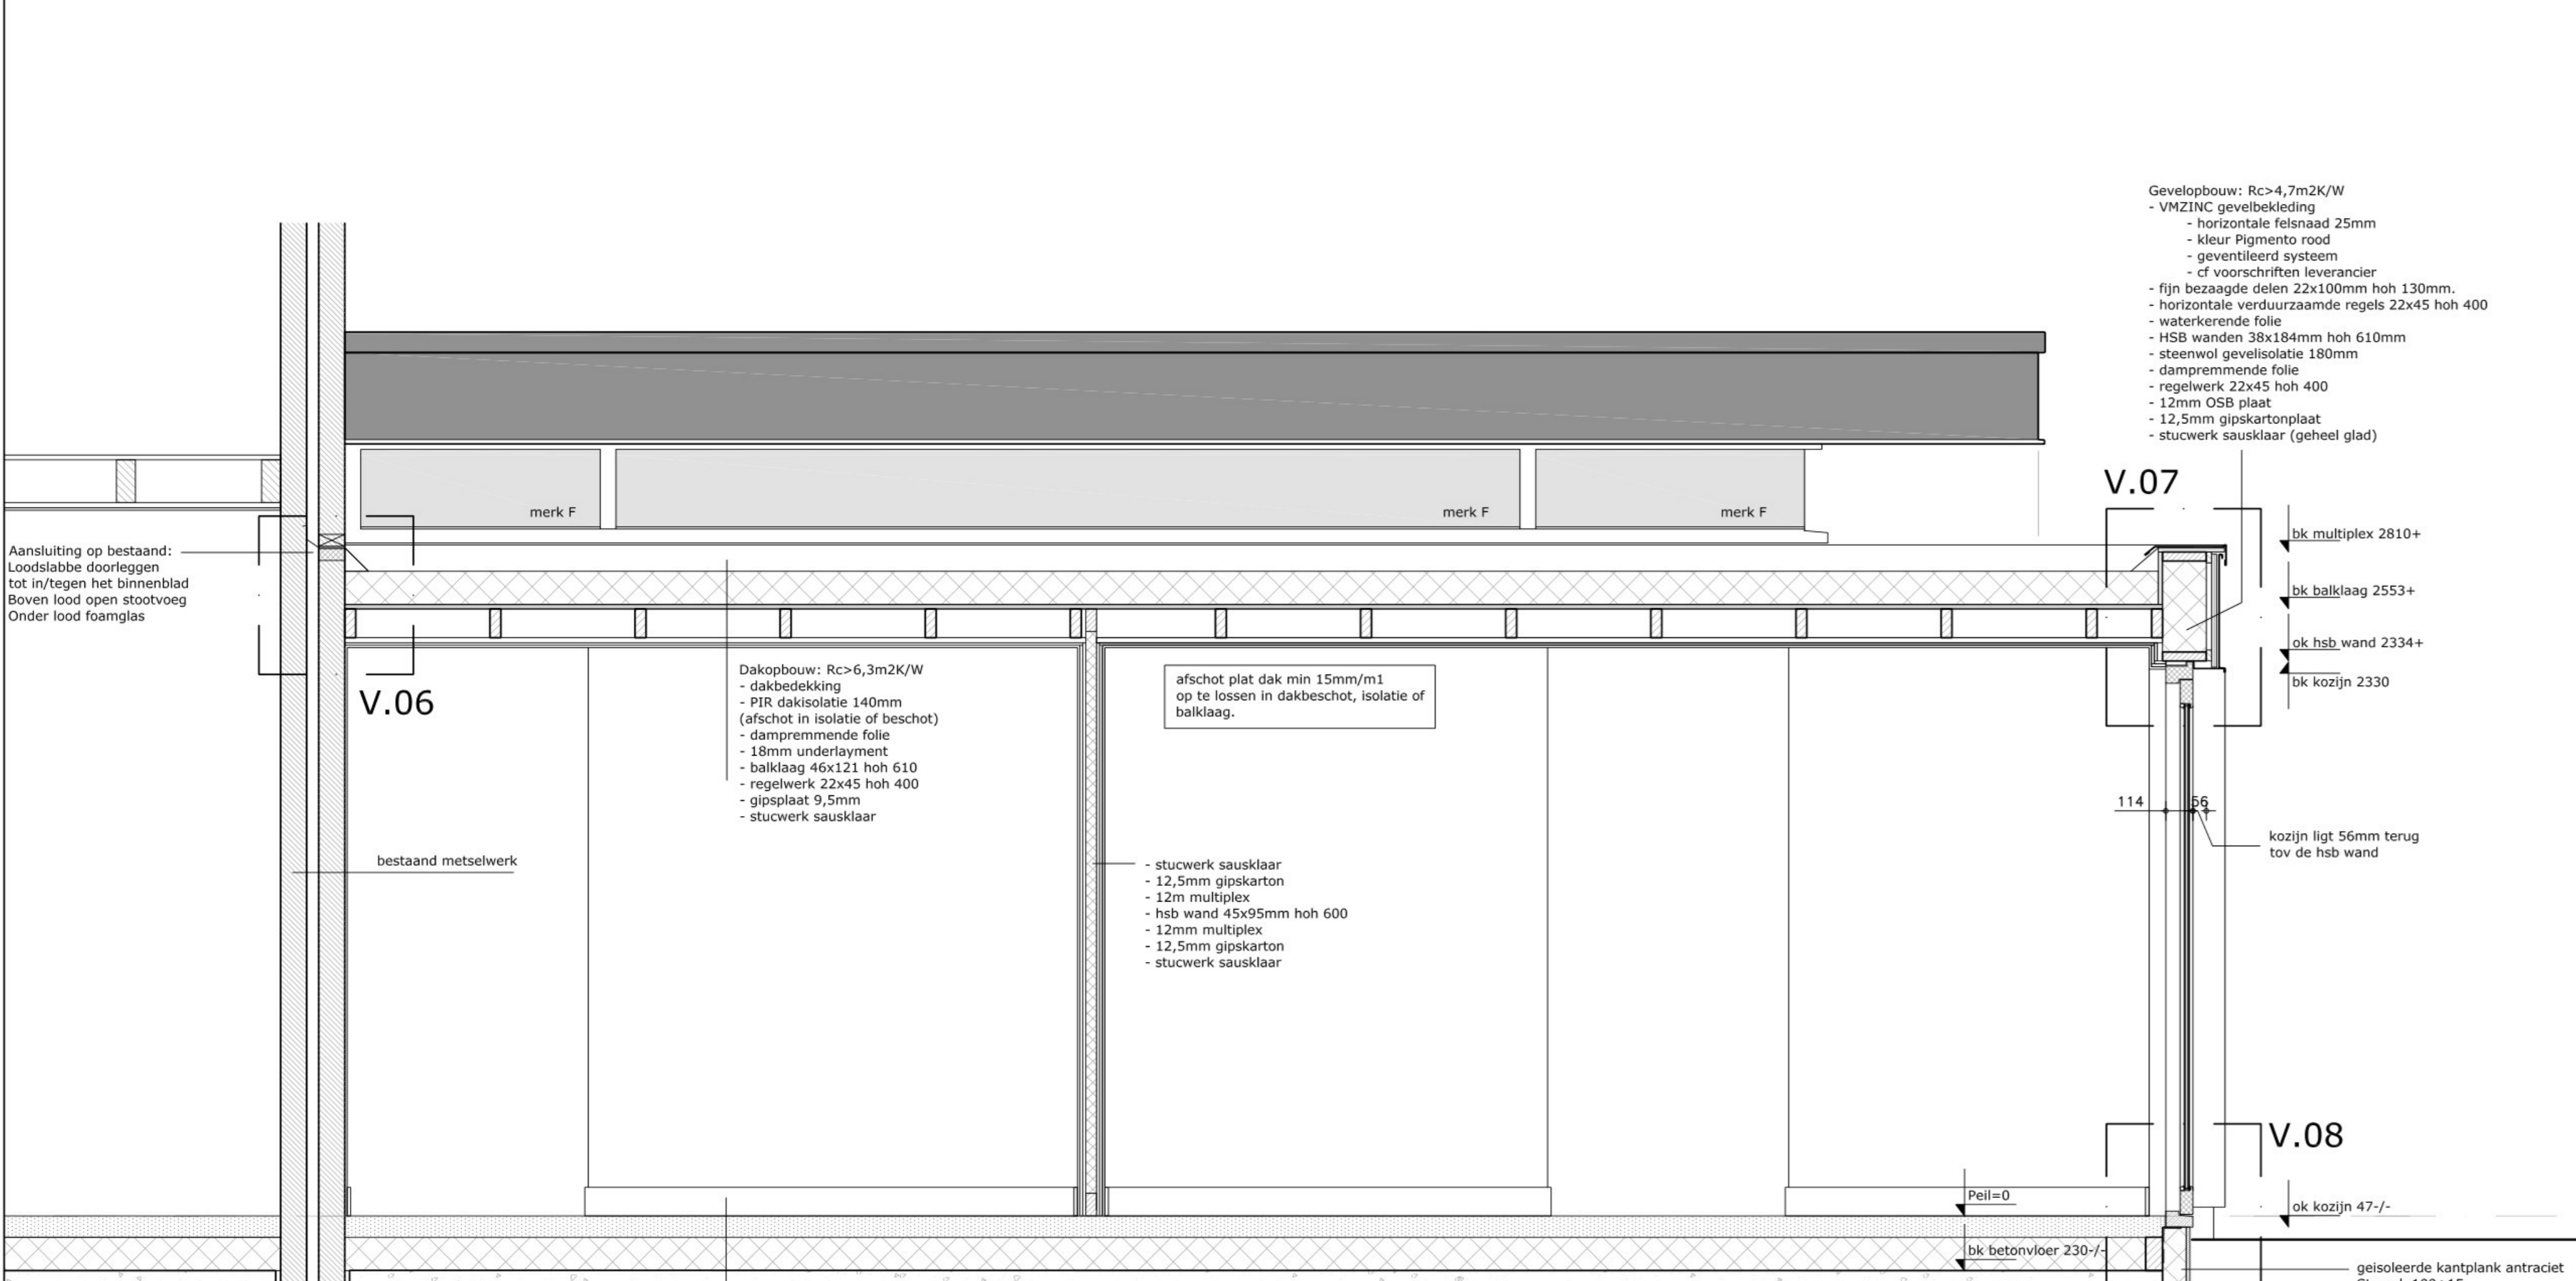 Gevelopbouw: Rc>4,7m2K/W
- VMZINC gevelbekleding
- horizontale felsnaad 25mm
- kleur Pigmento rood
- geventileerd systeem
- cf voorschriften leverancier
- fijn bezaagde delen 22x100mm hoh 130mm.
- horizontale verduurzaamde regels 22x45 hoh 400
- waterkerende folie
- HSB wanden 38x184mm hoh 610mm
- steenwol gevelisolatie 180mm
- dampremmende folie
- regelwerk 22x45 hoh 400
- 12mm OSB plaat
- 12,5mm gipskartonplaat
- stucwerk sausklaar (geheel glad)
V.07
merk F
merk F
merk F
bk multiplex 2810+
bk balklaag 2553+
ok hsb wand 2334+
bk kozijn 2330
Aansluiting op bestaand:
Loodslabbe doorleggen
tot in/tegen het binnenblad
Boven lood open stootvoeg
Onder lood foamglas
V.06
Dakopbouw: Rc>6,3m2K/W
- dakbedekking
- PIR dakisolatie 140mm
(afschot in isolatie of beschot)
- dampremmende folie
- 18mm underlayment
- balklaag 46x121 hoh 610
- regelwerk 22x45 hoh 400
- gipsplaat 9,5mm
- stucwerk sausklaar
afschot plat dak min 15mm/m1
op te lossen in dakbeschot, isolatie of
balklaag.
114
56
kozijn ligt 56mm terug
tov de hsb wand
bestaand metselwerk
- stucwerk sausklaar
- 12,5mm gipskarton
- 12m multiplex
- hsb wand 45x95mm hoh 600
- 12mm multiplex
- 12,5mm gipskarton
- stucwerk sausklaar
V.08
Peil=0
ok kozijn 47-/-
bk betonvloer 230-/-
geisoleerde kantplank antraciet